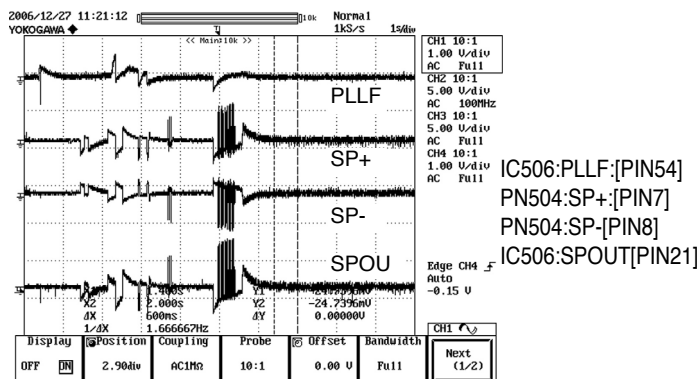 2006/12/27 11:21:12 10k Normal
YOKOGAWA 1kS/s 1s/div
<< Main:10k >>
CH1 10:1
1.00 V/div
AC Full
CH2 10:1
5.00 V/div
AC 100MHz
CH3 10:1
5.00 V/div
AC Full
CH4 10:1
1.00 V/div
AC Full
PLLF
SP+
SP-
SPOU
IC506:PLLF:[PIN54]
PN504:SP+:[PIN7]
PN504:SP-[PIN8]
IC506:SPOUT[PIN21]
Edge CH4
Auto
-0.15 V
Y1
X2 2.000s Y2 -24.7396mV
ΔX 600ms ΔY 0.00000V
1/ΔX 1.666667Hz
CH1
Display Position Coupling Probe Offset Bandwidth
OFF ON 2.90div AC1MΩ 10:1 0.00 V Full
Next
(1/2)